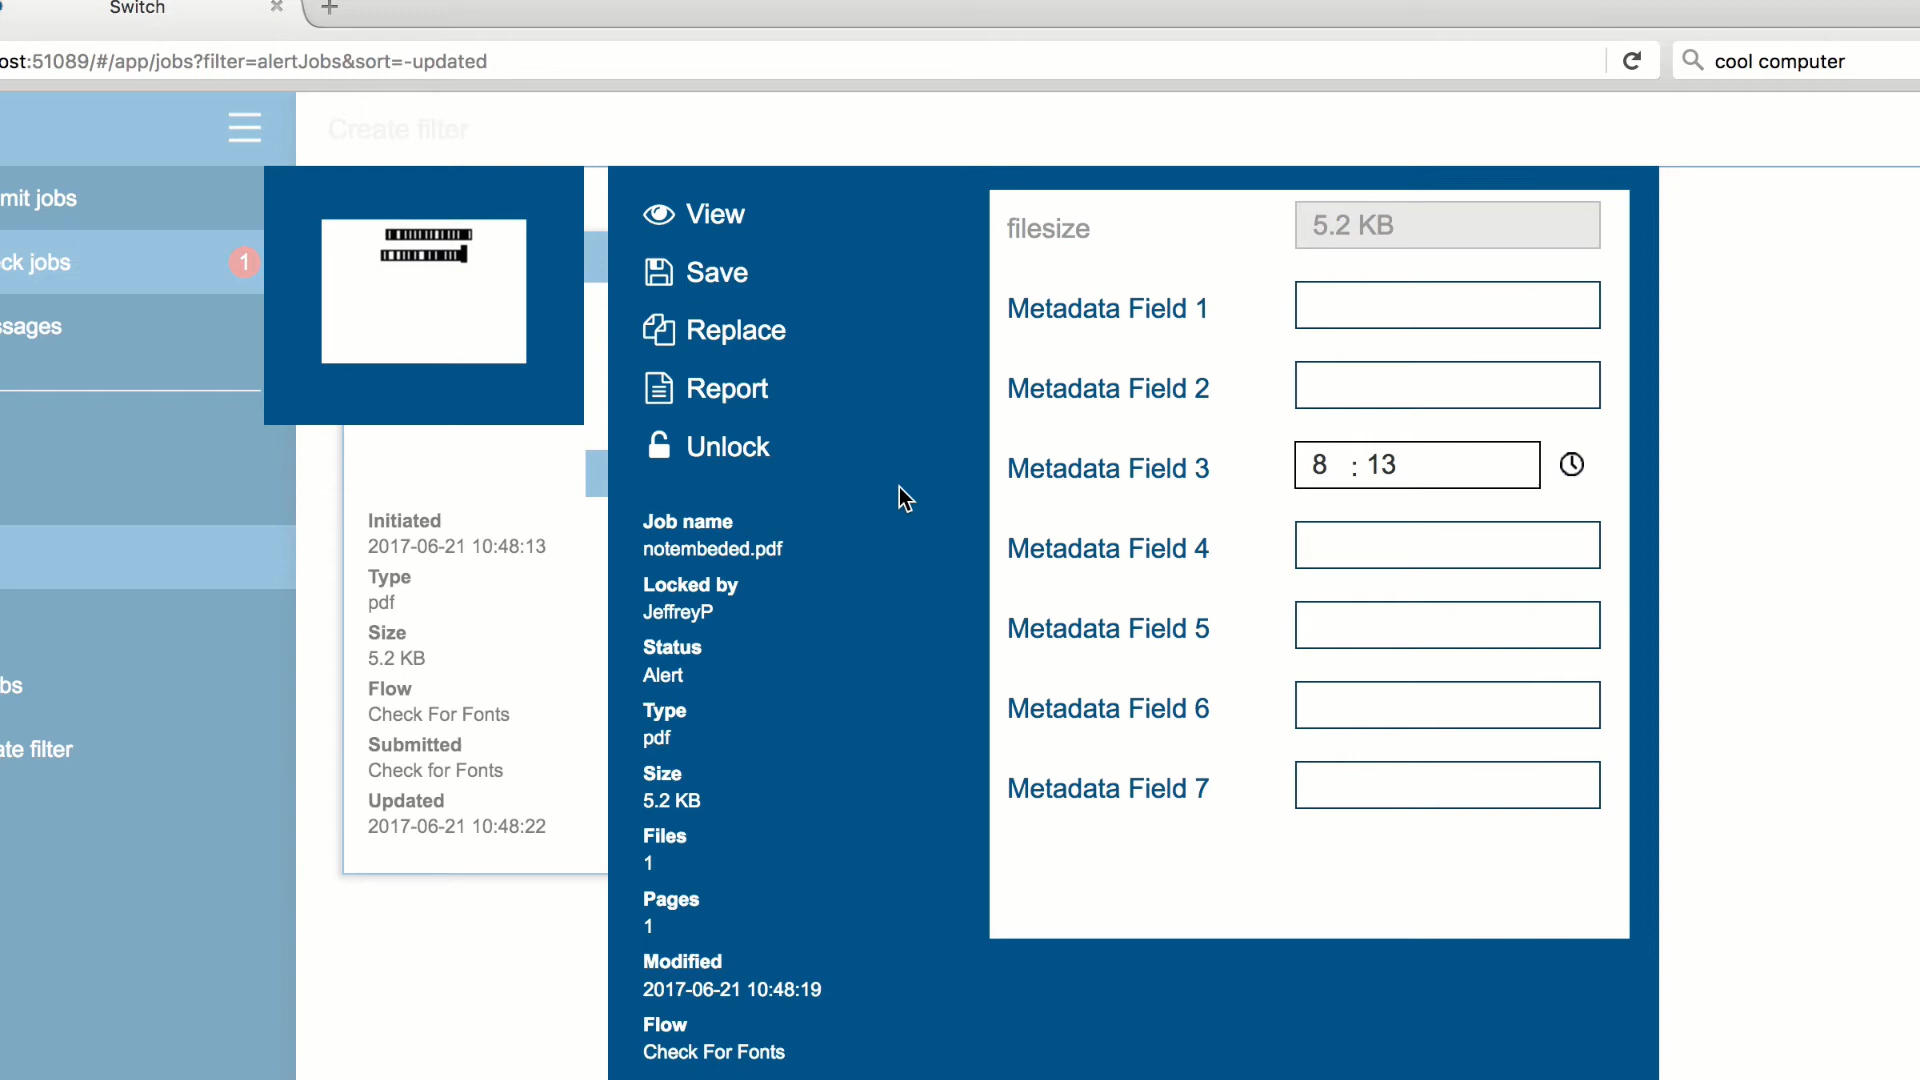 Switch
ost:51089/#/app/jobs?filter=alertJobs&sort=-updated
cool computer
Create filter
mit jobs
ck jobs
1
ssages
bs
ate filter
Initiated
2017-06-21 10:48:13
Type
pdf
Size
5.2 KB
Flow
Check For Fonts
Submitted
Check for Fonts
Updated
2017-06-21 10:48:22
View
Save
Replace
Report
Unlock
Job name
notembeded.pdf
Locked by
JeffreyP
Status
Alert
Type
pdf
Size
5.2 KB
Files
1
Pages
1
Modified
2017-06-21 10:48:19
Flow
Check For Fonts
filesize 5.2 KB
Metadata Field 1
Metadata Field 2
Metadata Field 3 8 : 13
Metadata Field 4
Metadata Field 5
Metadata Field 6
Metadata Field 7